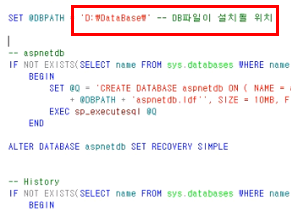 SET @DBPATH = 'D:₩DataBase₩' -- DB파일이 설치될 위치
-- aspnetdb
IF NOT EXISTS(SELECT name FROM sys.databases WHERE name
BEGIN
SET @Q = 'CREATE DATABASE aspnetdb ON ( NAME =
+ @DBPATH + 'aspnetdb.ldf'', SIZE = 10MB, F
EXEC sp_executesql @Q
END
ALTER DATABASE aspnetdb SET RECOVERY SIMPLE
-- History
IF NOT EXISTS(SELECT name FROM sys.databases WHERE name
BEGIN